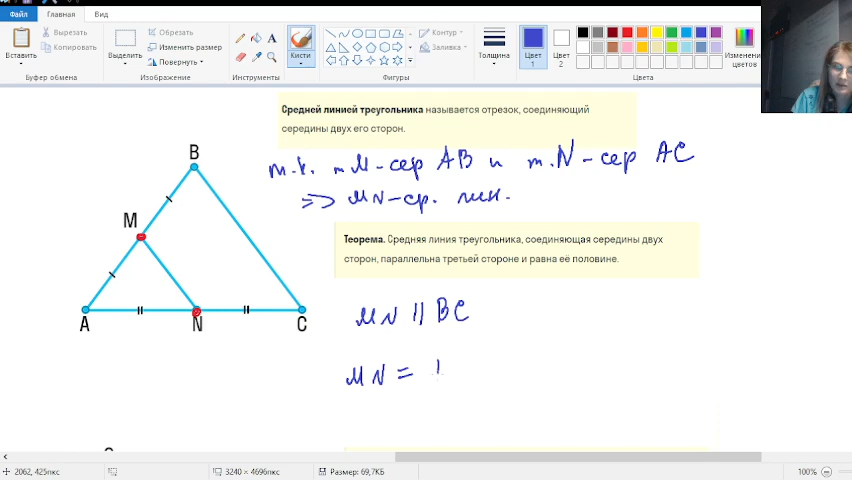 Файл
Главная
Вид
Вставить
Вырезать
Копировать
Выделить
Обрезать
Изменить размер
Повернуть
Кисти
Контур
Заливка
Толщина
Цвет 1
Цвет 2
Изменение цветов
Буфер обмена
Изображение
Инструменты
Фигуры
Цвета
Средней линией треугольника называется отрезок, соединяющий
середины двух его сторон.
т.к. т М-сер АВ и т. N-сер АС
=> MN-ср. лин.
B
M
A
N
C
Теорема. Средняя линия треугольника, соединяющая середины двух
сторон, параллельна третьей стороне и равна её половине.
MN || BC
MN =
2062, 425пкс
3240 × 4696пкс
Размер: 69,7КБ
100%